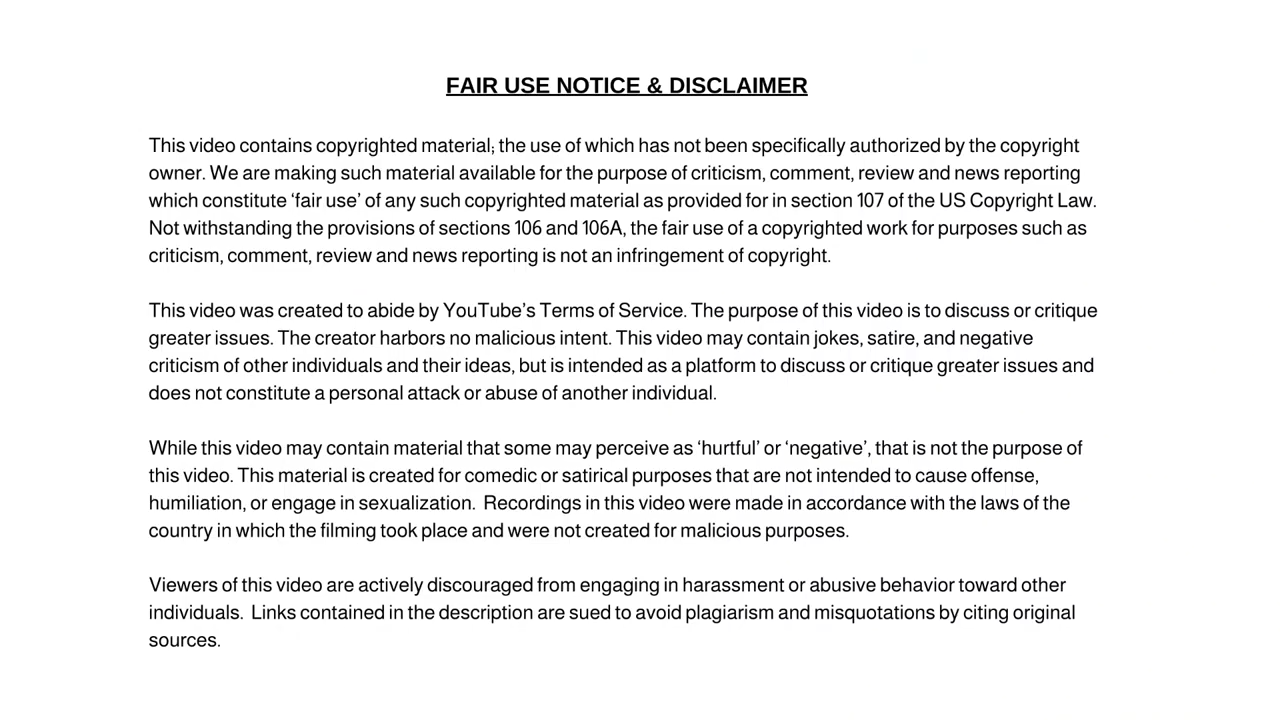 FAIR USE NOTICE & DISCLAIMER
This video contains copyrighted material; the use of which has not been specifically authorized by the copyright
owner. We are making such material available for the purpose of criticism, comment, review and news reporting
which constitute ‘fair use’ of any such copyrighted material as provided for in section 107 of the US Copyright Law.
Not withstanding the provisions of sections 106 and 106A, the fair use of a copyrighted work for purposes such as
criticism, comment, review and news reporting is not an infringement of copyright.
This video was created to abide by YouTube’s Terms of Service. The purpose of this video is to discuss or critique
greater issues. The creator harbors no malicious intent. This video may contain jokes, satire, and negative
criticism of other individuals and their ideas, but is intended as a platform to discuss or critique greater issues and
does not constitute a personal attack or abuse of another individual.
While this video may contain material that some may perceive as ‘hurtful’ or ‘negative’, that is not the purpose of
this video. This material is created for comedic or satirical purposes that are not intended to cause offense,
humiliation, or engage in sexualization.  Recordings in this video were made in accordance with the laws of the
country in which the filming took place and were not created for malicious purposes.
Viewers of this video are actively discouraged from engaging in harassment or abusive behavior toward other
individuals.  Links contained in the description are sued to avoid plagiarism and misquotations by citing original
sources.